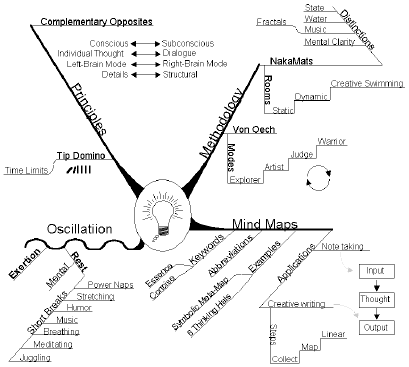 Complementary Opposites
Conscious Subconscious
Individual Thought Dialogue
Left-Brain Mode Right-Brain Mode
Details Structural
Principles
Tip Domino
Time Limits
Methodology
Distinctions
Fractals
State
Water
Music
Mental Clarity
NakaMats
Rooms
Static
Dynamic
Creative Swimming
Von Oech
Modes
Explorer
Artist
Judge
Warrior
Oscillation
Exertion
Rest
Mental
Short Breaks
Power Naps
Stretching
Humor
Music
Breathing
Meditating
Juggling
Mind Maps
Keywords
Essence
Concise
Abbreviations
Examples
Symbolic Meta-Map
6 Thinking Hats
Applications
Note taking
Input
Thought
Output
Creative writing
Steps
Collect
Map
Linear